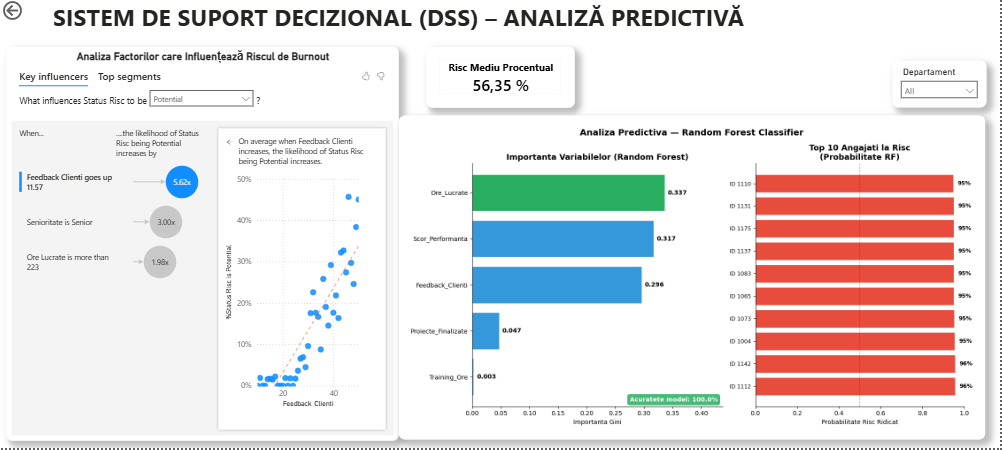 SISTEM DE SUPORT DECIZIONAL (DSS) – ANALIZĂ PREDICTIVĂ
Analiza Factorilor care Influențează Riscul de Burnout
Key influencers Top segments
What influences Status Risc to be Potential ?
When...
...the likelihood of Status
Risc being Potential
increases by
Feedback Clienti goes up
11.57
5.62x
Senioritate is Senior
3.00x
Ore Lucrate is more than
223
1.98x
On average when Feedback Clienti
increases, the likelihood of Status Risc
being Potential increases.
%Status Risc is Potential
50%
40%
30%
20%
10%
0%
20 40
Feedback_Clienti
Risc Mediu Procentual
56,35 %
Departament
All
Analiza Predictiva — Random Forest Classifier
Importanta Variabilelor (Random Forest)
Ore_Lucrate 0.337
Scor_Performanta 0.317
Feedback_Clienti 0.296
Proiecte_Finalizate 0.047
Training_Ore 0.003
Acuratete model: 100.0%
0.00 0.05 0.10 0.15 0.20 0.25 0.30 0.35 0.40
Importanta Gini
Top 10 Angajati la Risc
(Probabilitate RF)
ID 1110 95%
ID 1131 95%
ID 1175 95%
ID 1137 95%
ID 1083 95%
ID 1065 95%
ID 1073 95%
ID 1004 95%
ID 1142 96%
ID 1112 96%
0.0 0.2 0.4 0.6 0.8 1.0
Probabilitate Risc Ridicat